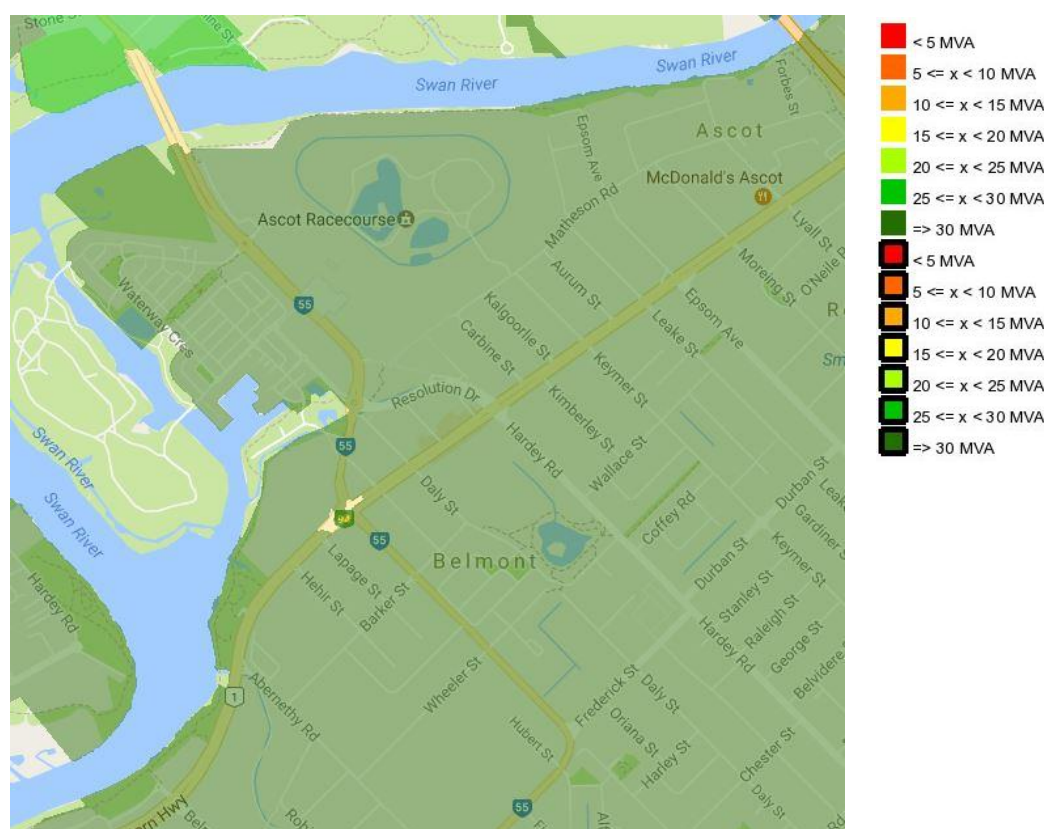 Stone
Swan River
Swan River
Forbes St
Ascot
Epsom Ave
McDonald's Ascot
Matheson Rd
Ascot Racecourse
Lyall St
Moreing St
O'Neile
Aurum St
Waterway Cres
55
Kalgoorlie St
Epsom Ave
Leake St
Carbine St
Keymer St
Resolution Dr
Kimberley St
Hardey Rd
Wallace St
55
Swan River
Swan River
Daly St
Coffey Rd
Durban St
Gardiner S
55
Belmont
Durban St
Keymer St
Lapage St
Hehir St
Barker St
Stanley St
Raleigh St
George St
Hardey Rd
Hardey Rd
Belvidere
Wheeler St
Abernethy Rd
1
Frederick St
Daly St
Oriana St
Harley St
Hubert St
Chester St
Daly St
55
< 5 MVA
5 <= x < 10 MVA
10 <= x < 15 MVA
15 <= x < 20 MVA
20 <= x < 25 MVA
25 <= x < 30 MVA
=> 30 MVA
< 5 MVA
5 <= x < 10 MVA
10 <= x < 15 MVA
15 <= x < 20 MVA
20 <= x < 25 MVA
25 <= x < 30 MVA
=> 30 MVA